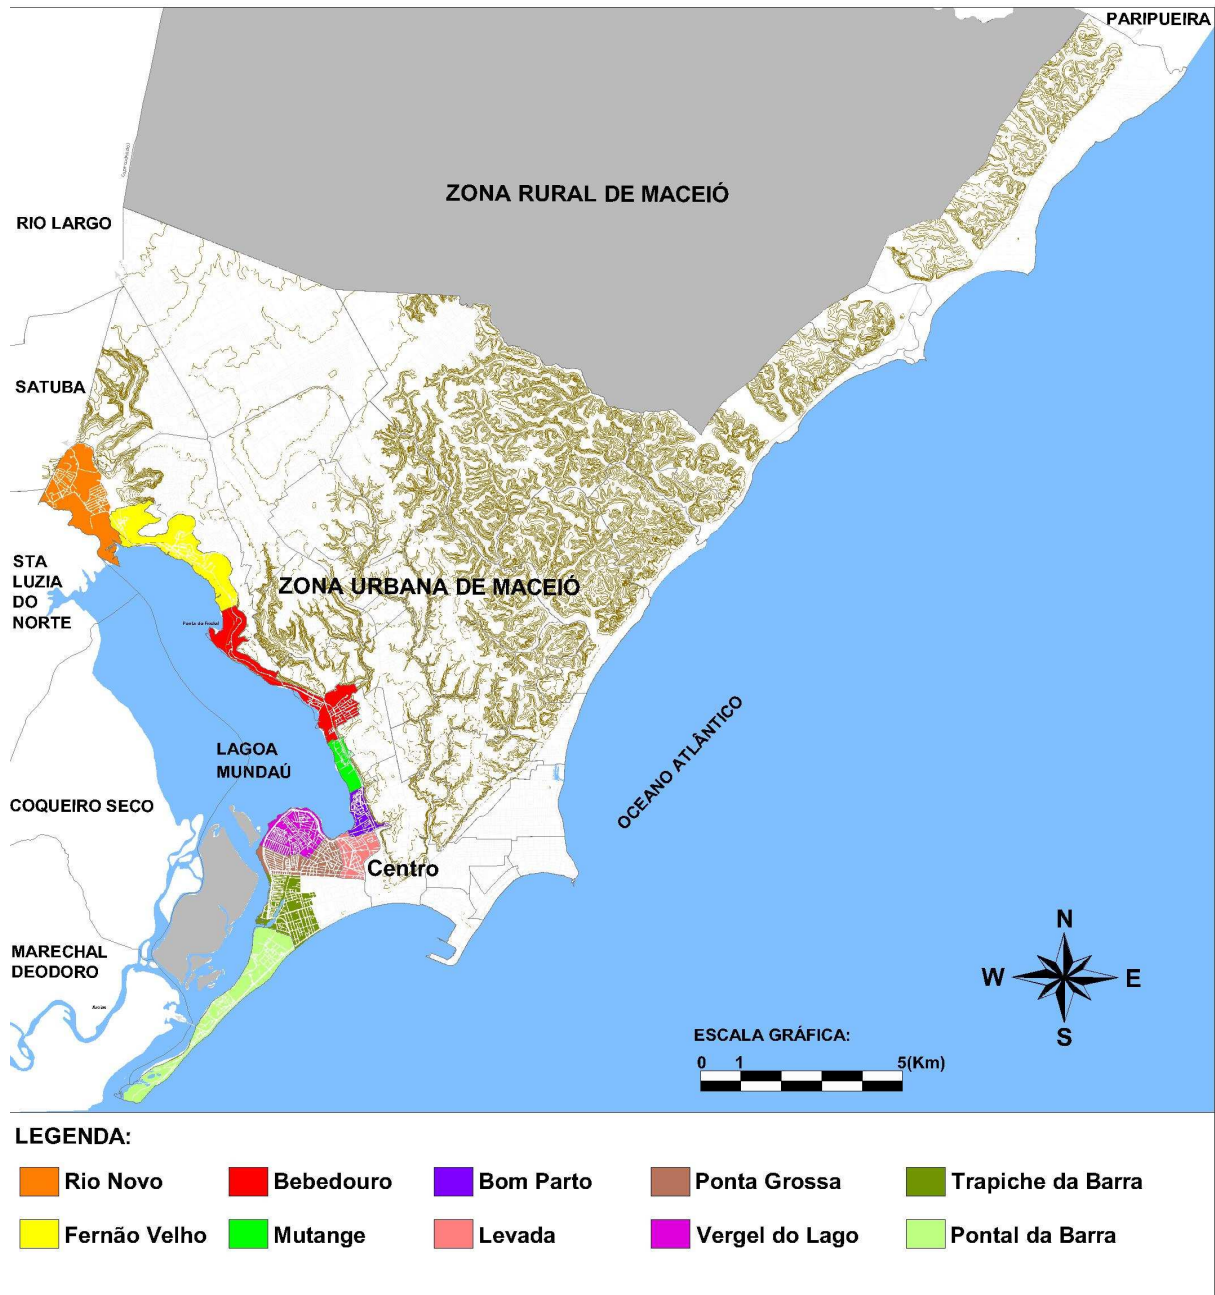 PARIPUEIRA
ZONA RURAL DE MACEIÓ
RIO LARGO
SATUBA
STA
LUZIA
DO
NORTE
ZONA URBANA DE MACEIÓ
LAGOA
MUNDAÚ
OCEANO ATLÂNTICO
COQUEIRO SECO
Centro
MARECHAL
DEODORO
N
W
E
S
ESCALA GRÁFICA:
0 1 5(Km)
LEGENDA:
Rio Novo
Bebedouro
Bom Parto
Ponta Grossa
Trapiche da Barra
Fernão Velho
Mutange
Levada
Vergel do Lago
Pontal da Barra